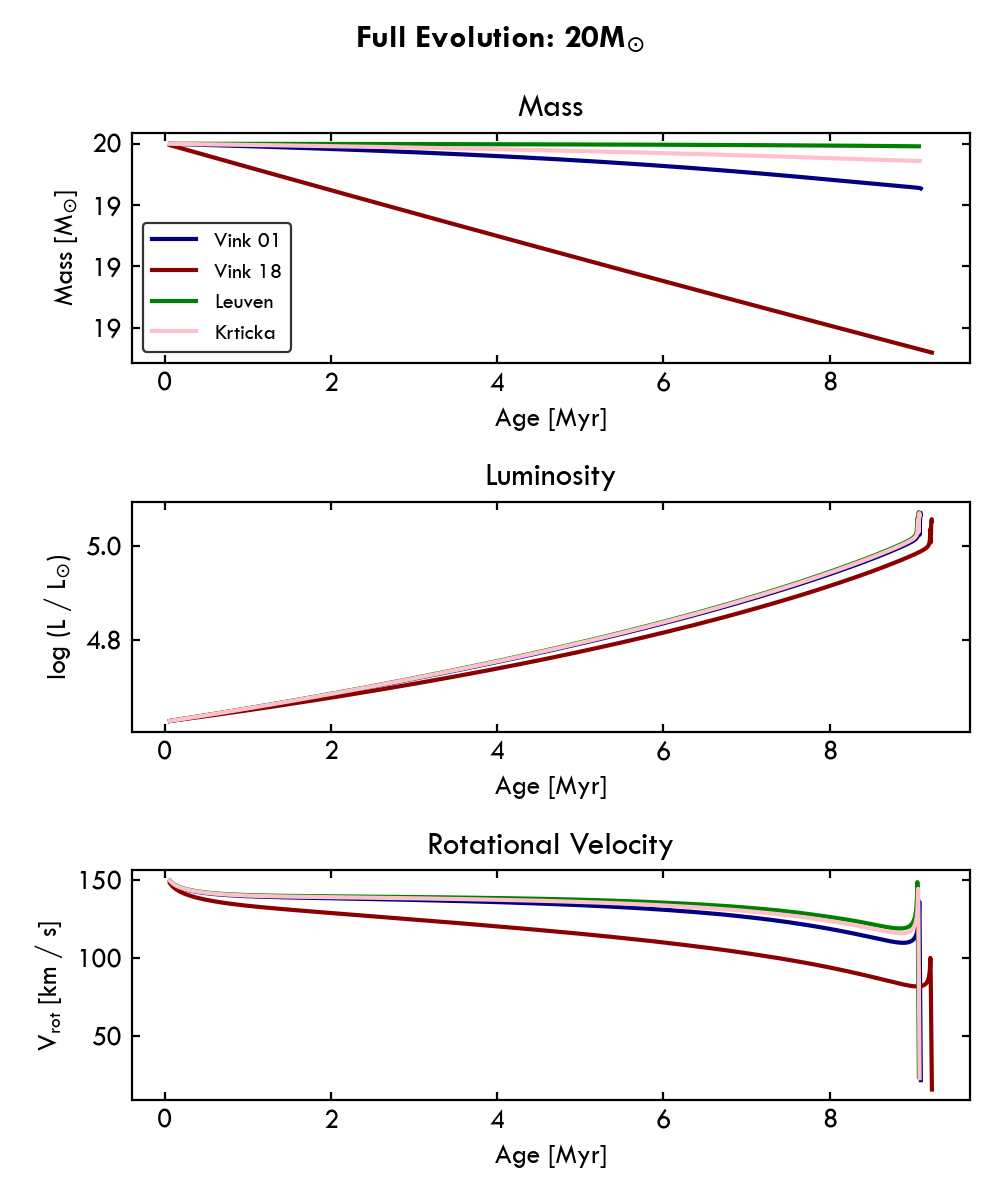 Full Evolution: 20M☉
Mass
20
19
19
19
Mass [M☉]
Vink 01
Vink 18
Leuven
Krticka
0 2 4 6 8
Age [Myr]
Luminosity
5.0
4.8
log (L / L☉)
0 2 4 6 8
Age [Myr]
Rotational Velocity
150
100
50
Vrot [km / s]
0 2 4 6 8
Age [Myr]